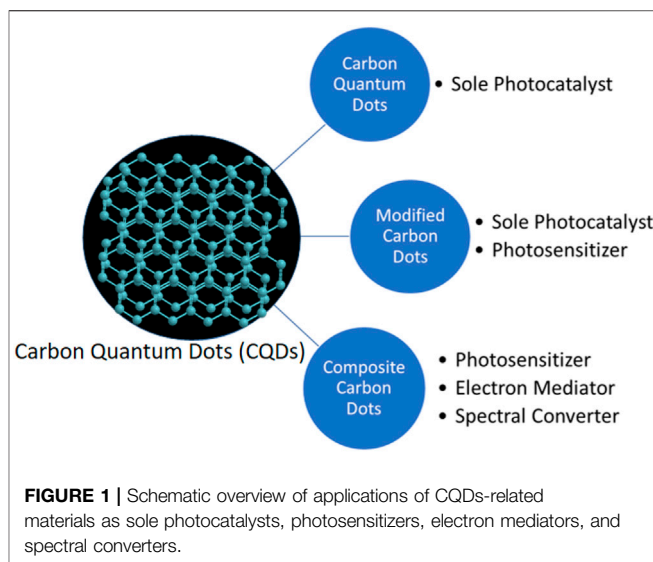 Carbon
Quantum
Dots
• Sole Photocatalyst
Modified
Carbon
Dots
• Sole Photocatalyst
• Photosensitizer
Carbon Quantum Dots (CQDs)
Composite
Carbon
Dots
• Photosensitizer
• Electron Mediator
• Spectral Converter
FIGURE 1 | Schematic overview of applications of CQDs-related
materials as sole photocatalysts, photosensitizers, electron mediators, and
spectral converters.